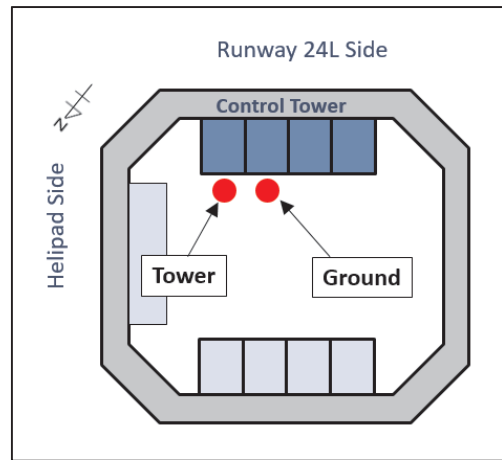 Runway 24L Side
Control Tower
N
Helipad Side
Tower
Ground